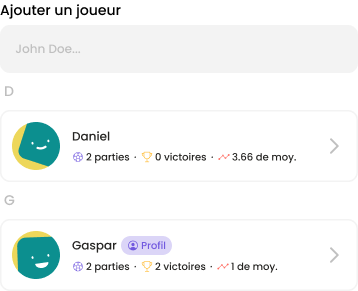 Ajouter un joueur
John Doe...
D
Daniel
2 parties · 0 victoires · 3.66 de moy.
G
Gaspar Profil
2 parties · 2 victoires · 1 de moy.